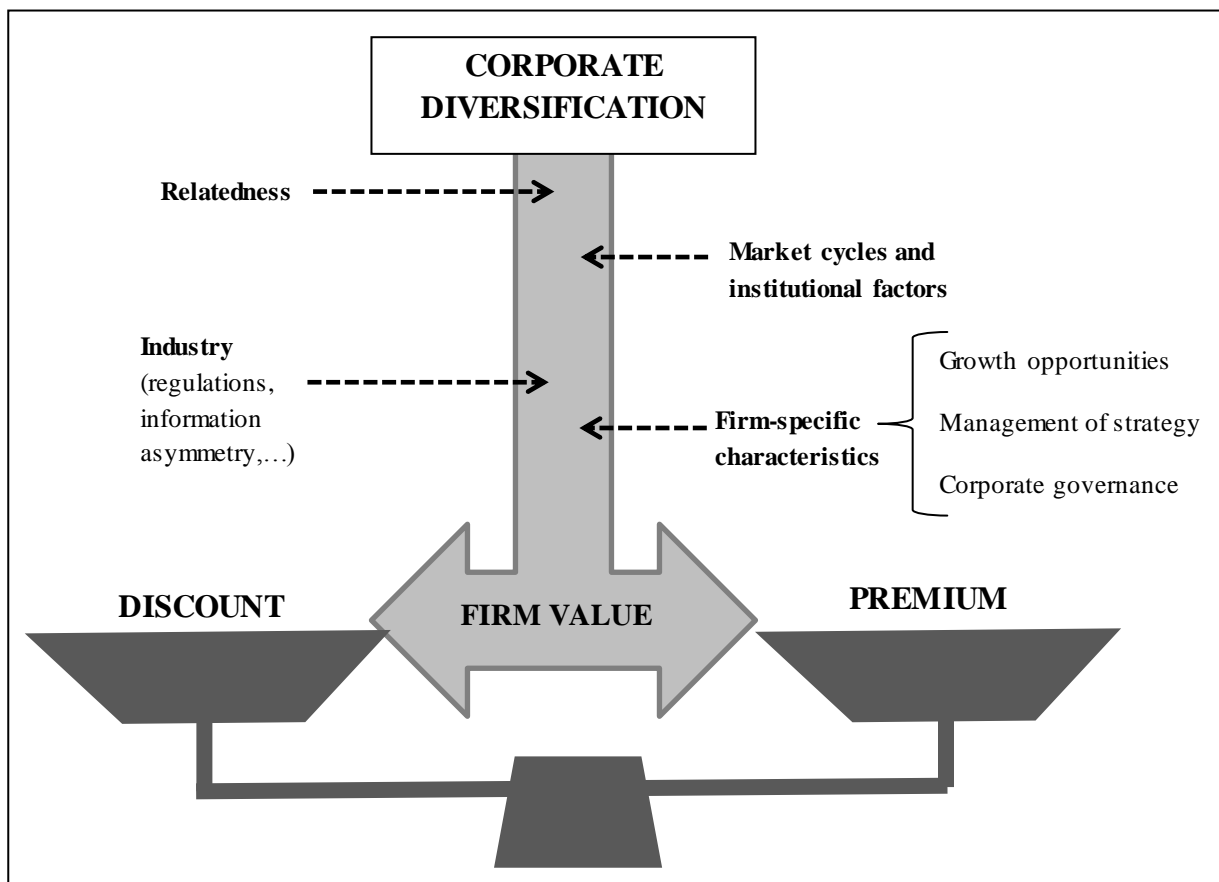 CORPORATE
DIVERSIFICATION
Relatedness
Market cycles and
institutional factors
Industry
(regulations,
information
asymmetry,…)
Firm-specific
characteristics
Growth opportunities
Management of strategy
Corporate governance
DISCOUNT
FIRM VALUE
PREMIUM